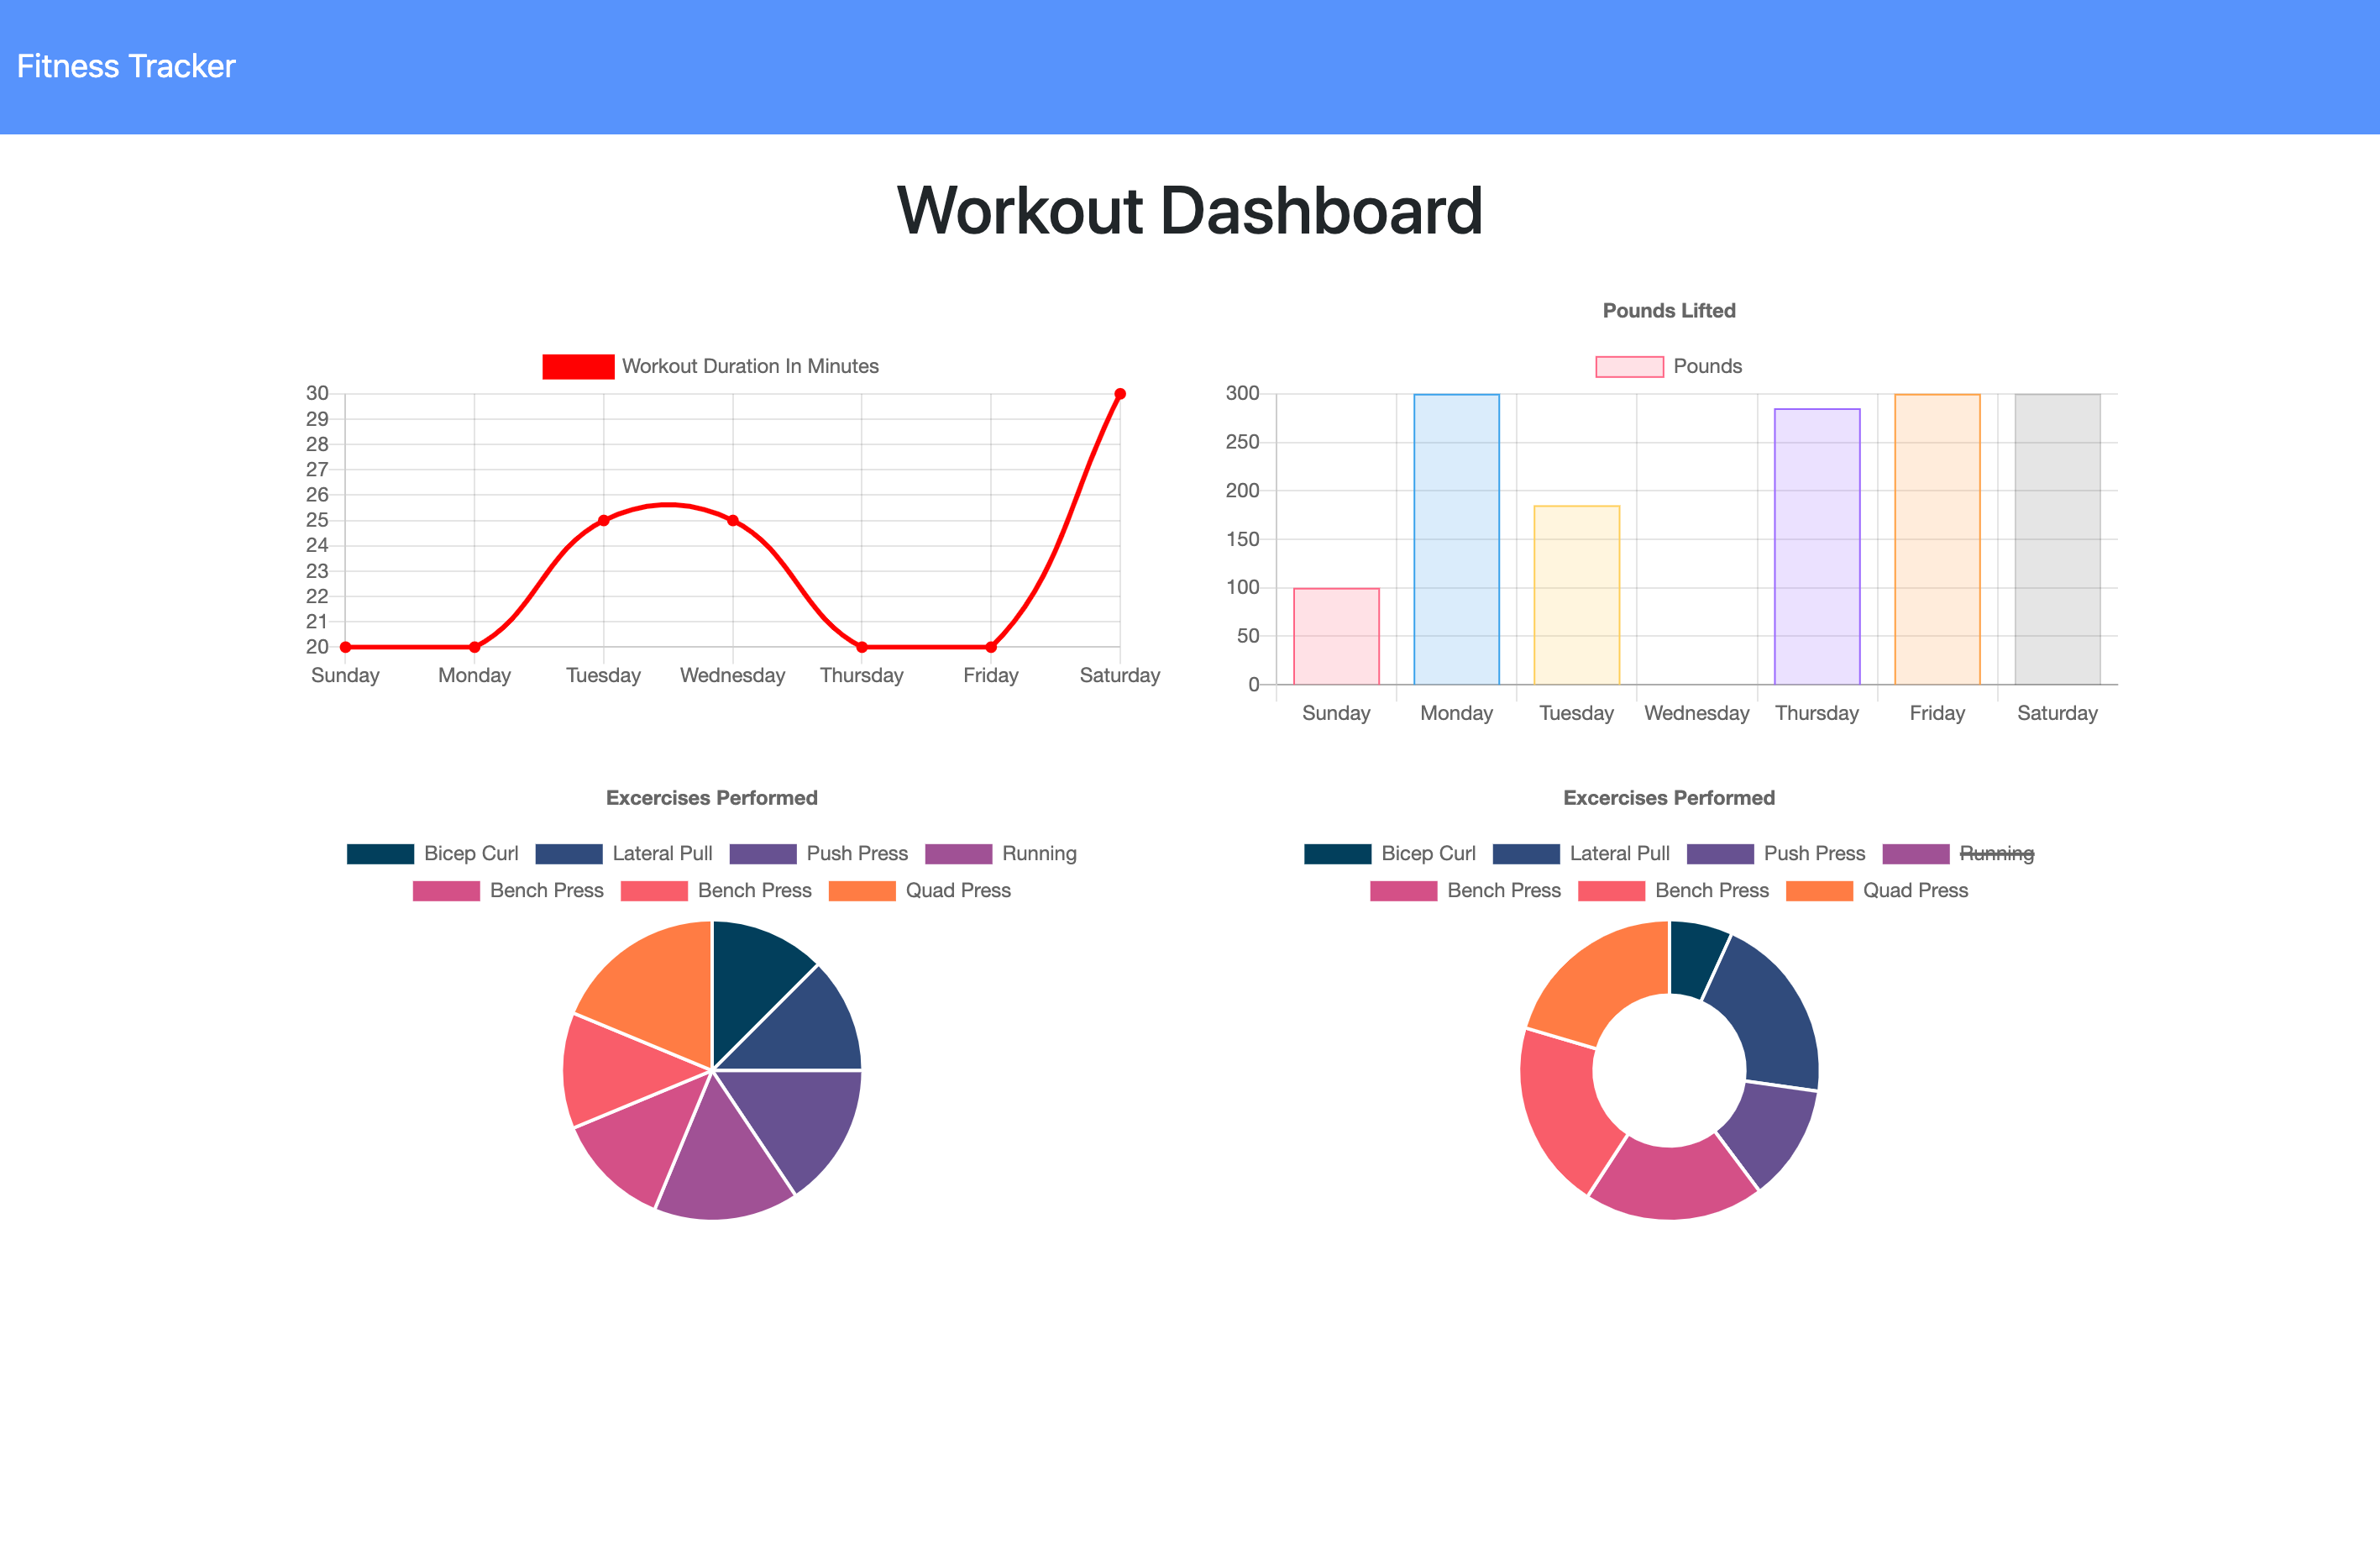 Fitness Tracker
Workout Dashboard
Workout Duration In Minutes
30
29
28
27
26
25
24
23
22
21
20
Sunday Monday Tuesday Wednesday Thursday Friday Saturday
Pounds Lifted
Pounds
300
250
200
150
100
50
0
Sunday Monday Tuesday Wednesday Thursday Friday Saturday
Excercises Performed
Bicep Curl Lateral Pull Push Press Running
Bench Press Bench Press Quad Press
Excercises Performed
Bicep Curl Lateral Pull Push Press Running
Bench Press Bench Press Quad Press